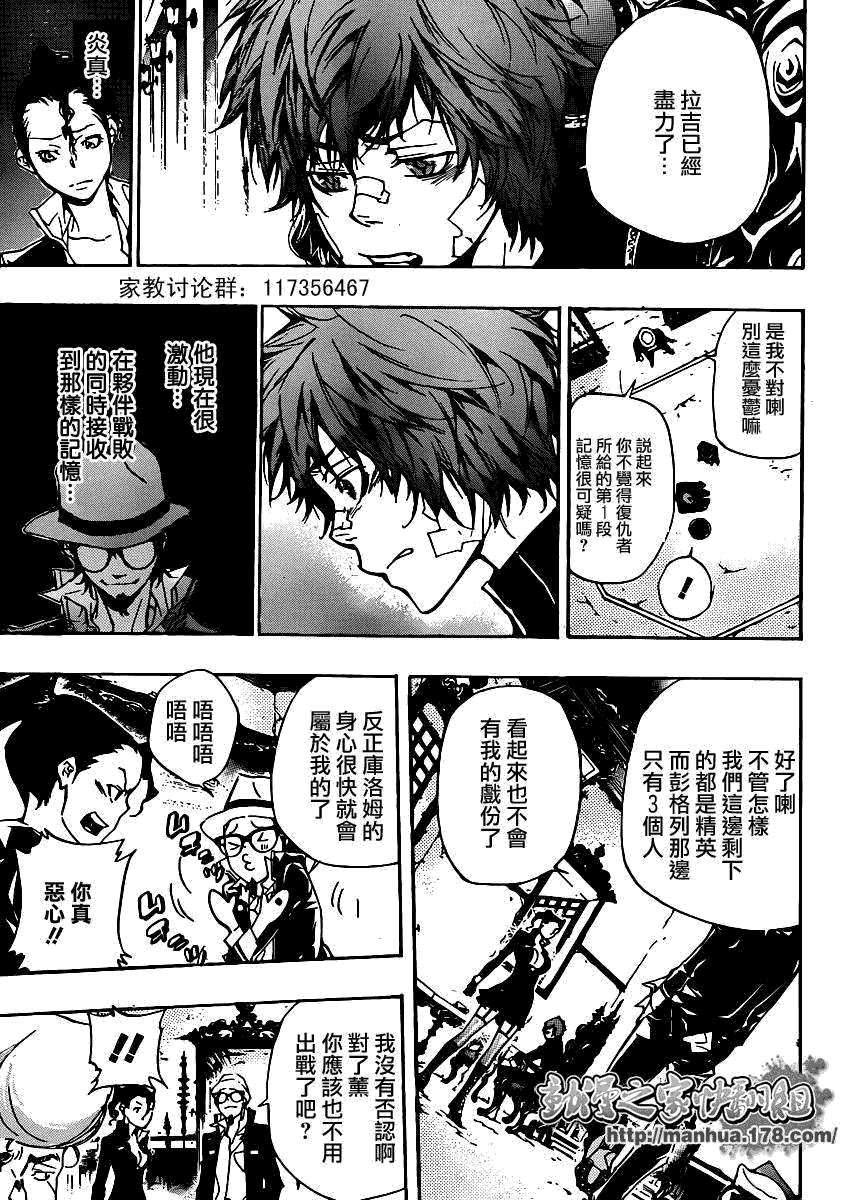 拉吉已經
盡力了…
炎真…
家教讨论群：117356467
是我不對喇
別這麼憂鬱嘛
說起來
你不覺得復仇者
所給的第1段
記憶很可疑嗎？
！
他現在很
激動…
在夥伴戰敗
的同時接收
到那樣的記憶…
好了喇
不管怎樣
我們這邊剩下
的都是精英
而彭格列那邊
只有3個人
看起來也不會
有我的戲份了
反正庫洛姆的
身心很快就會
屬於我的了
唔唔唔
唔唔
你真
惡心!!
我沒有否認啊
對了薰
你應該也不用
出戰了吧？
!!
動漫之家快翻組
http://manhua.178.com/